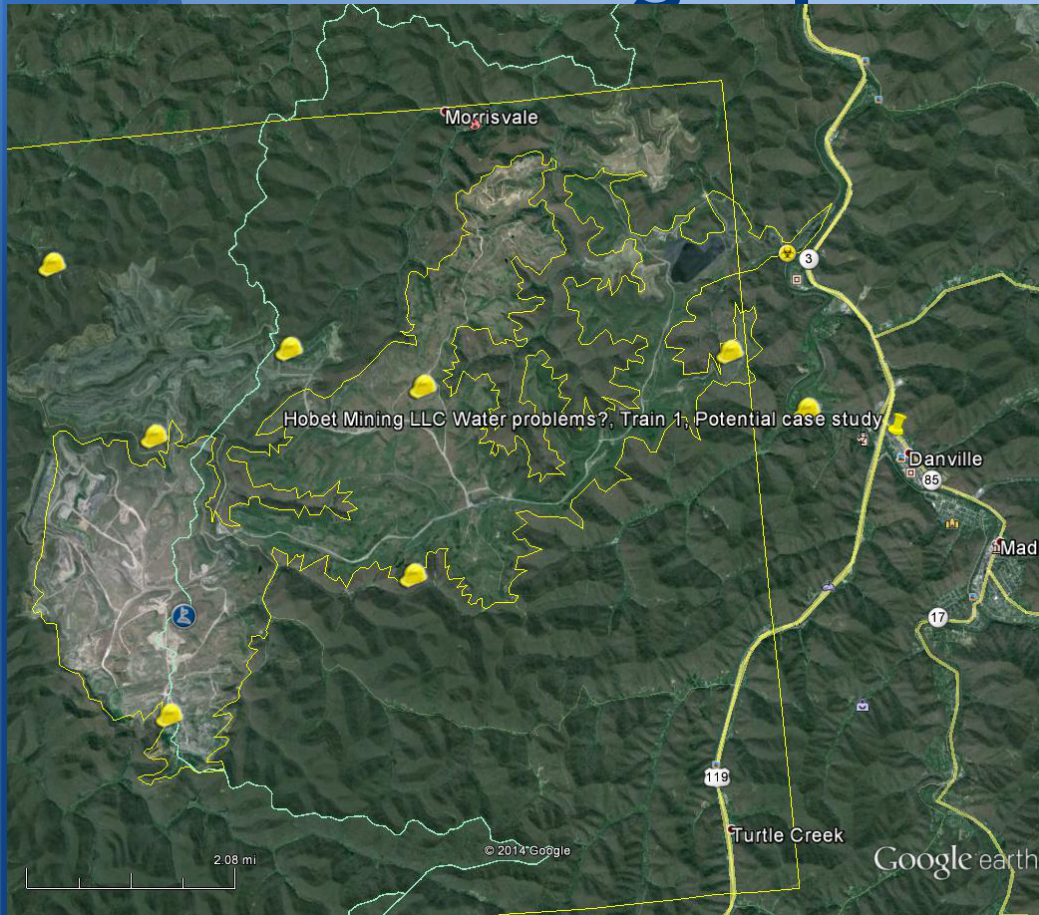 Morrisvale
3
Hobet Mining LLC Water problems?, Train 1, Potential case study
Danville
85
Mad
17
119
Turtle Creek
2.08 mi
© 2014 Google
Google earth